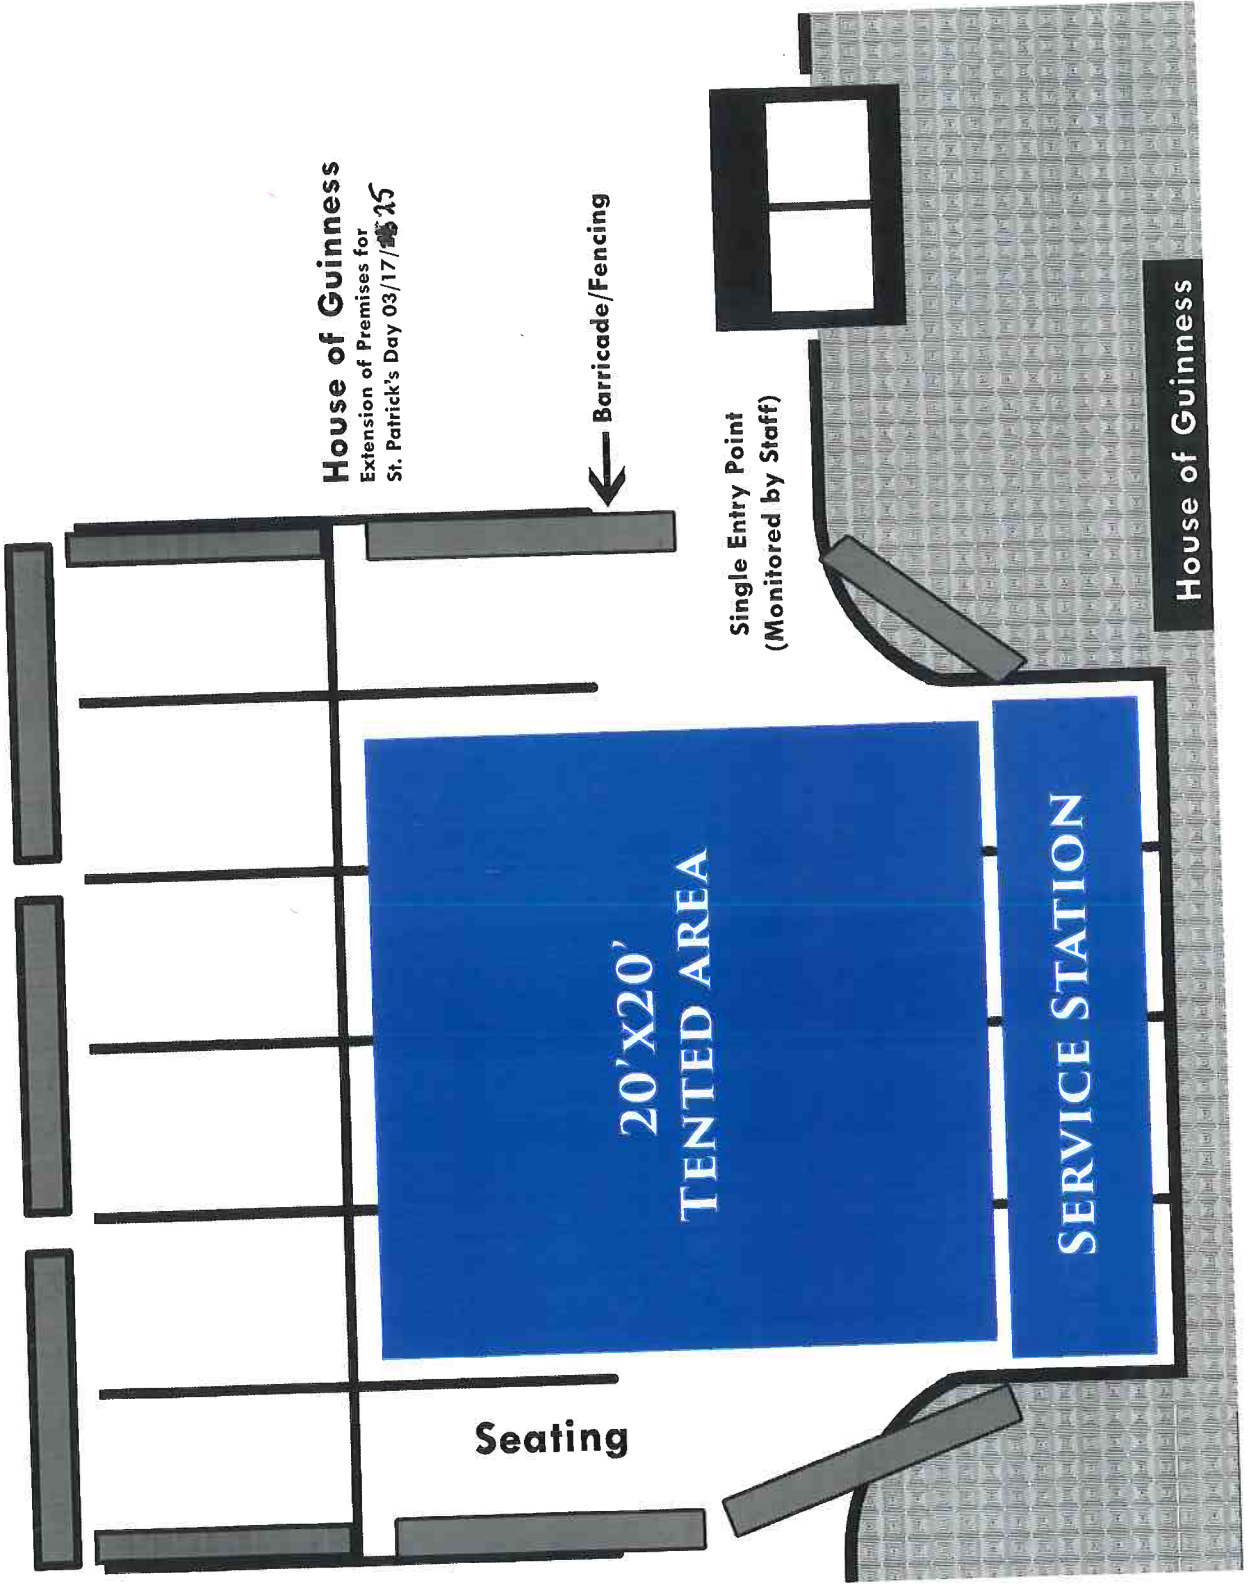 House of Guinness
Extension of Premises for
St. Patrick's Day 03/17/25
Barricade/Fencing
Single Entry Point
(Monitored by Staff)
20'X20'
TENTED AREA
SERVICE STATION
Seating
House of Guinness